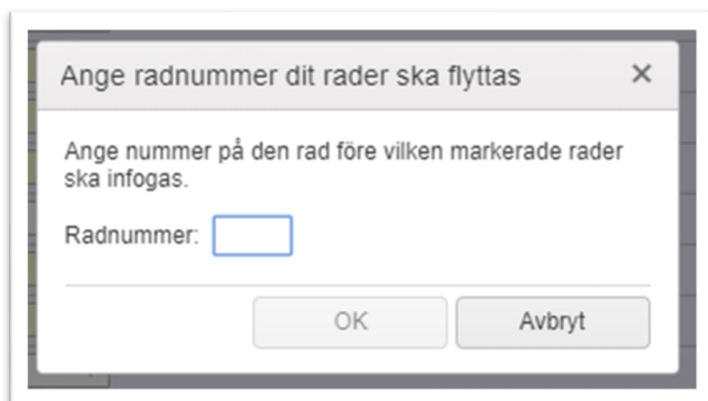 Ange radnummer dit rader ska flyttas
Ange nummer på den rad före vilken markerade rader
ska infogas.
Radnummer:
OK
Avbryt